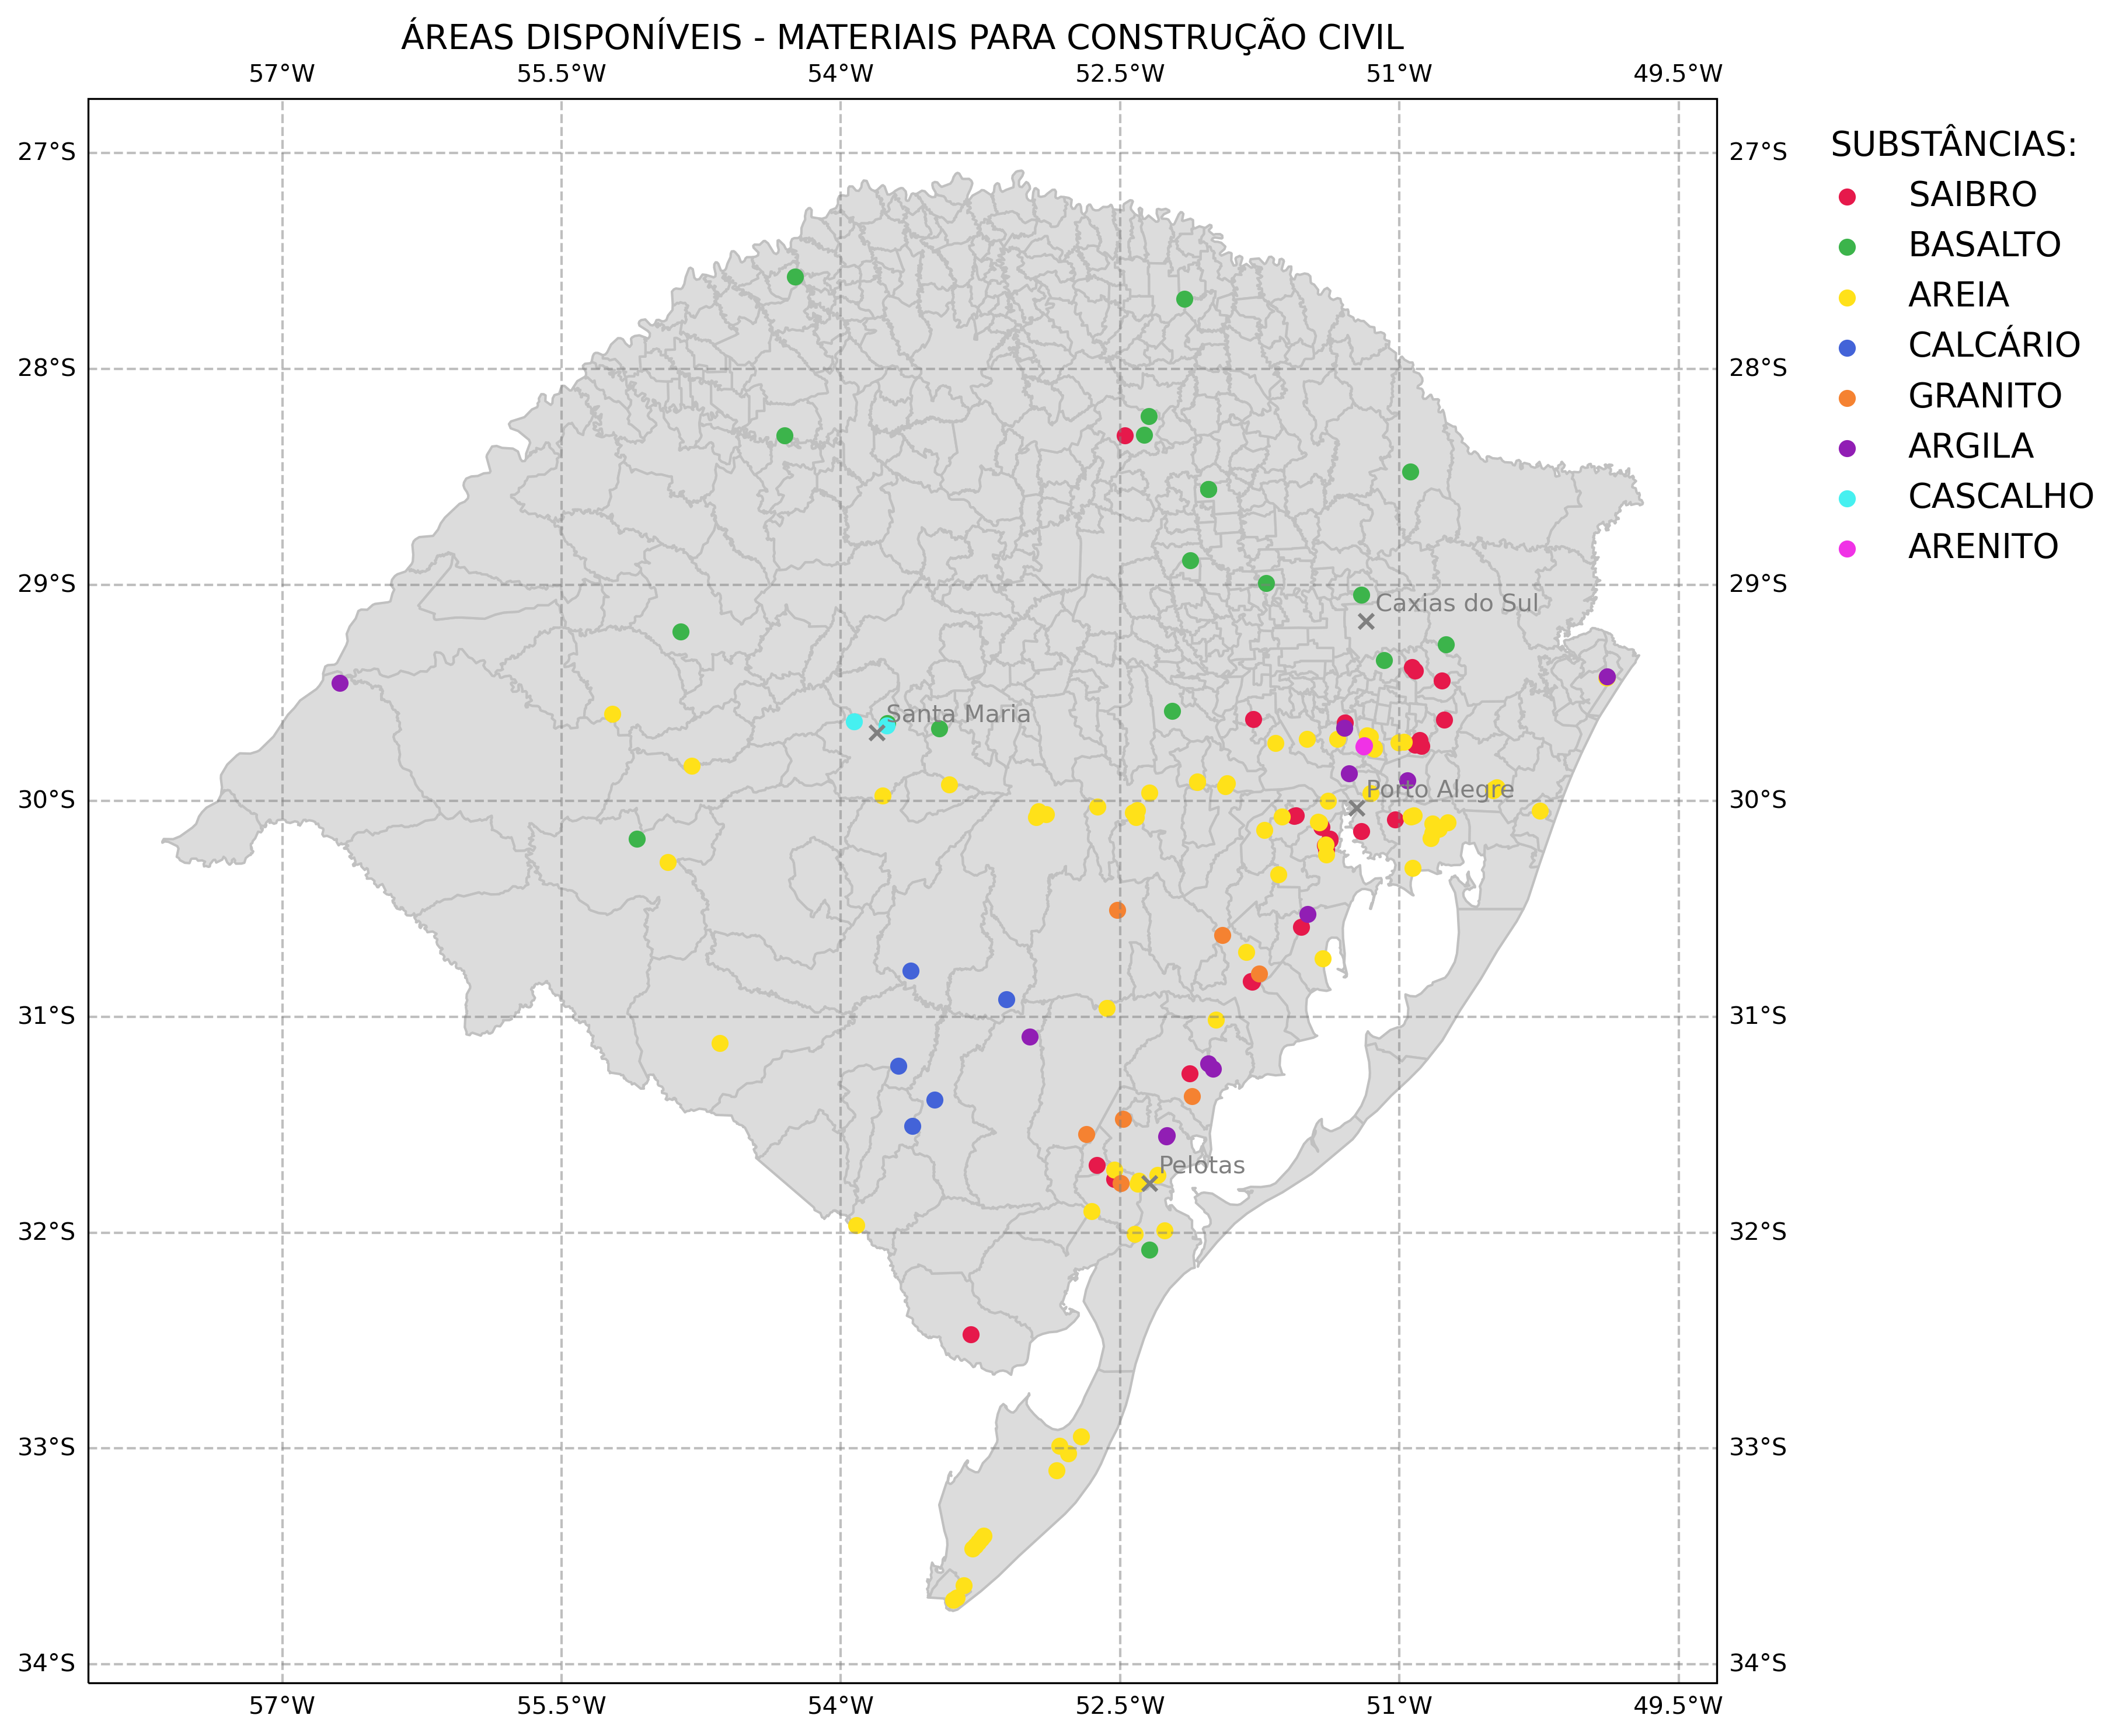 ÁREAS DISPONÍVEIS - MATERIAIS PARA CONSTRUÇÃO CIVIL
57°W 55.5°W 54°W 52.5°W 51°W 49.5°W
27°S 27°S
SUBSTÂNCIAS:
SAIBRO
BASALTO
AREIA
CALCÁRIO
GRANITO
ARGILA
CASCALHO
ARENITO
28°S 28°S
29°S 29°S
Caxias do Sul
Santa Maria
Porto Alegre
30°S 30°S
31°S 31°S
Pelotas
32°S 32°S
33°S 33°S
34°S 34°S
57°W 55.5°W 54°W 52.5°W 51°W 49.5°W